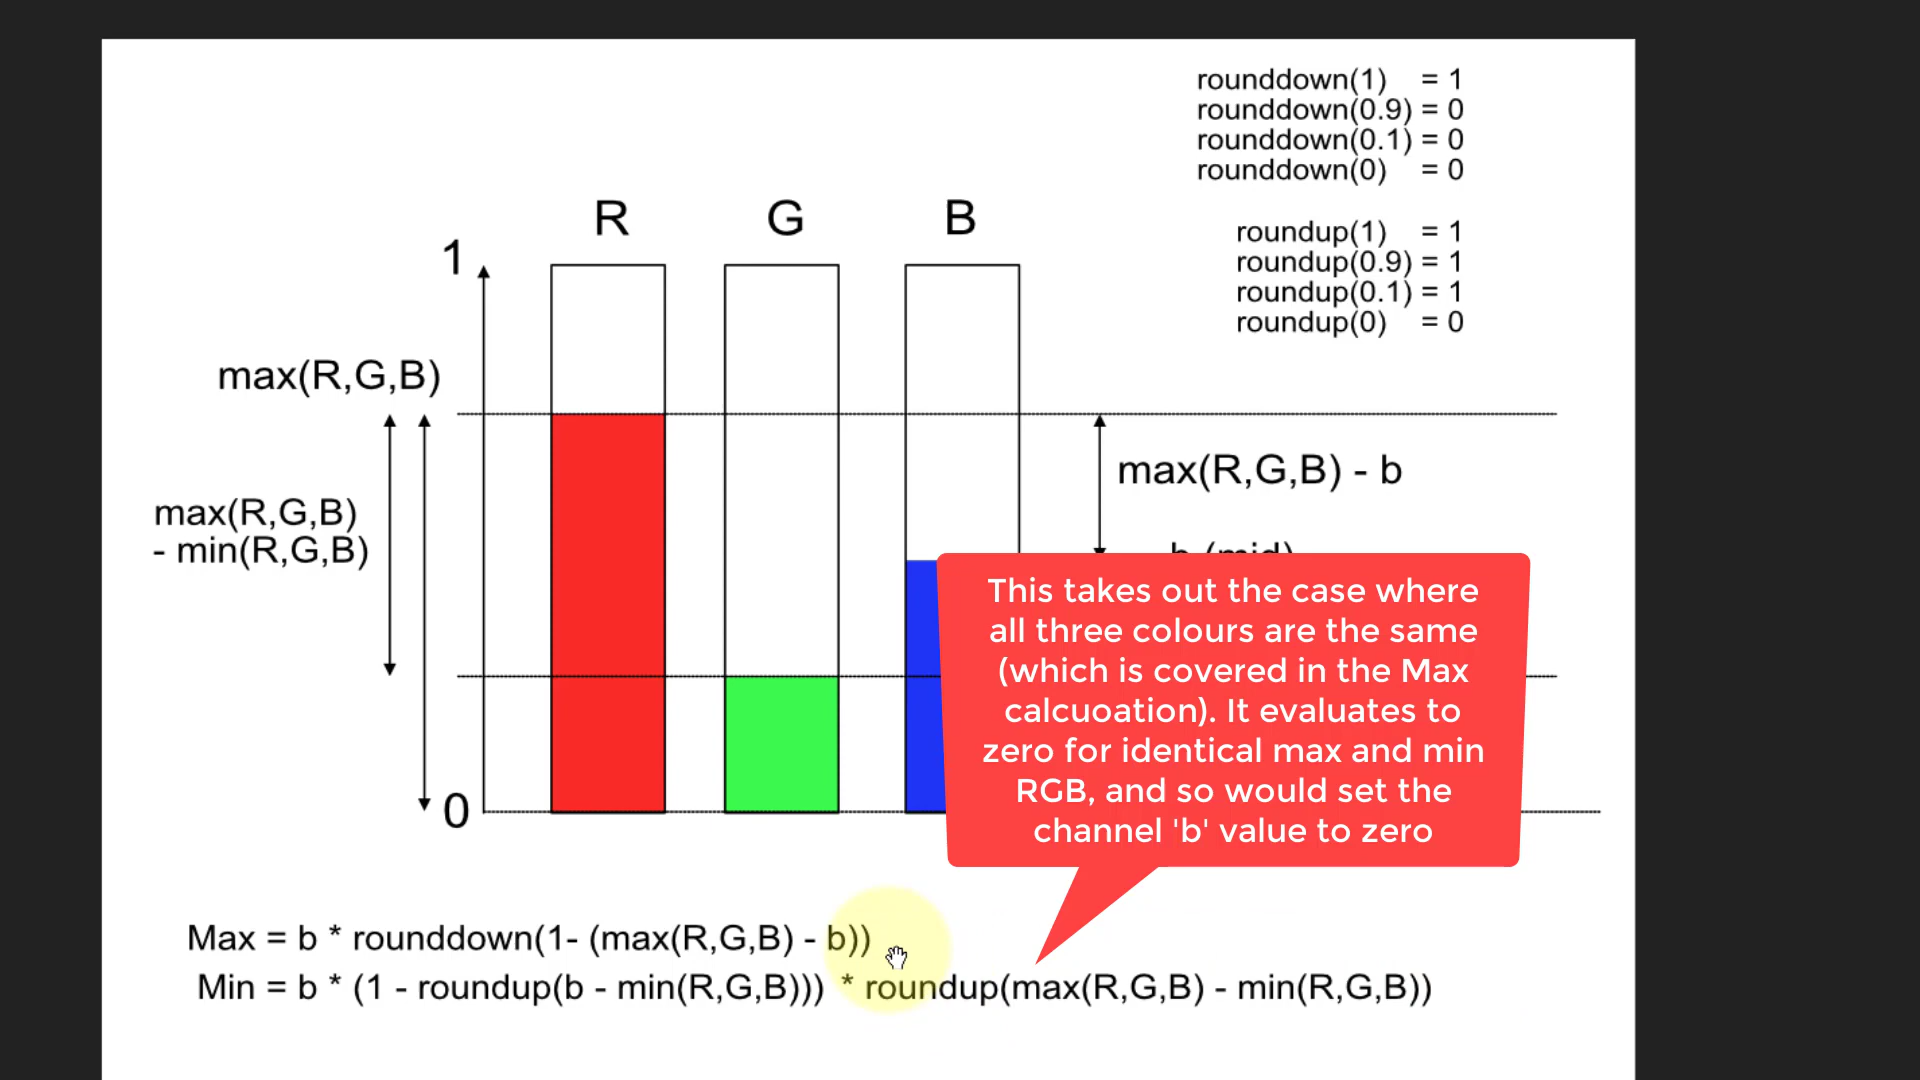 rounddown(1) = 1
rounddown(0.9) = 0
rounddown(0.1) = 0
rounddown(0) = 0
roundup(1) = 1
roundup(0.9) = 1
roundup(0.1) = 1
roundup(0) = 0
R G B
1
max(R,G,B)
max(R,G,B) - b
max(R,G,B)
- min(R,G,B)
b (mid)
This takes out the case where
all three colours are the same
(which is covered in the Max
calcuoation). It evaluates to
zero for identical max and min
RGB, and so would set the
channel 'b' value to zero
0
Max = b * rounddown(1- (max(R,G,B) - b))
Min = b * (1 - roundup(b - min(R,G,B))) * roundup(max(R,G,B) - min(R,G,B))